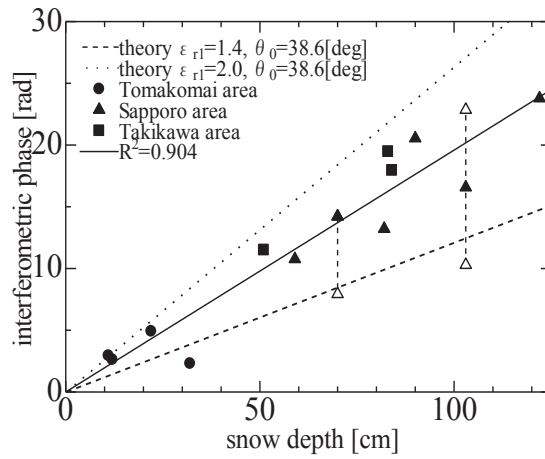 30
20
10
0
interferometric phase [rad]
theory ε r1=1.4, θ 0=38.6[deg]
theory ε r1=2.0, θ 0=38.6[deg]
Tomakomai area
Sapporo area
Takikawa area
R²=0.904
0 50 100
snow depth [cm]